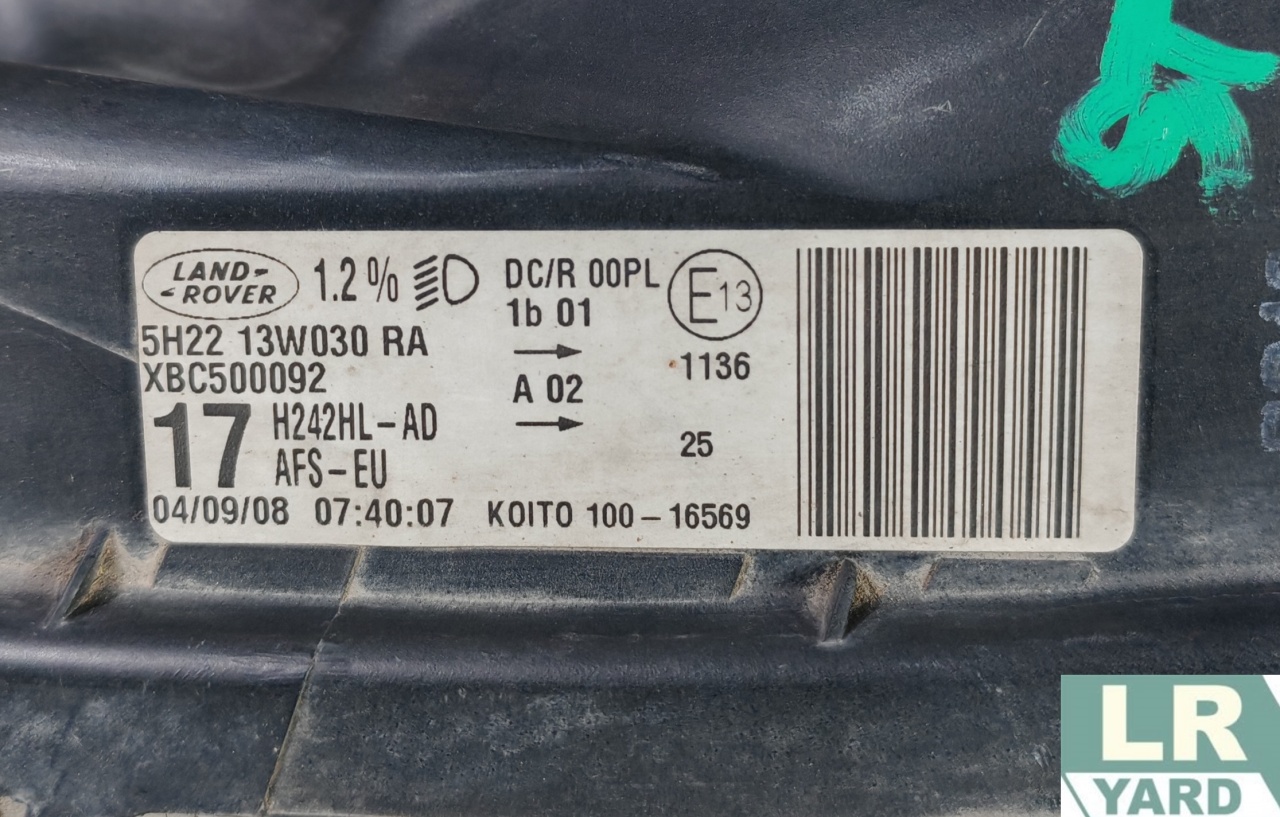 LAND-
ROVER
1.2%
DC/R 00PL
1b 01
E13
5H22 13W030 RA
XBC500092
1136
A 02
17
H242HL-AD
AFS-EU
25
04/09/08 07:40:07 KOITO 100-16569
LR
YARD